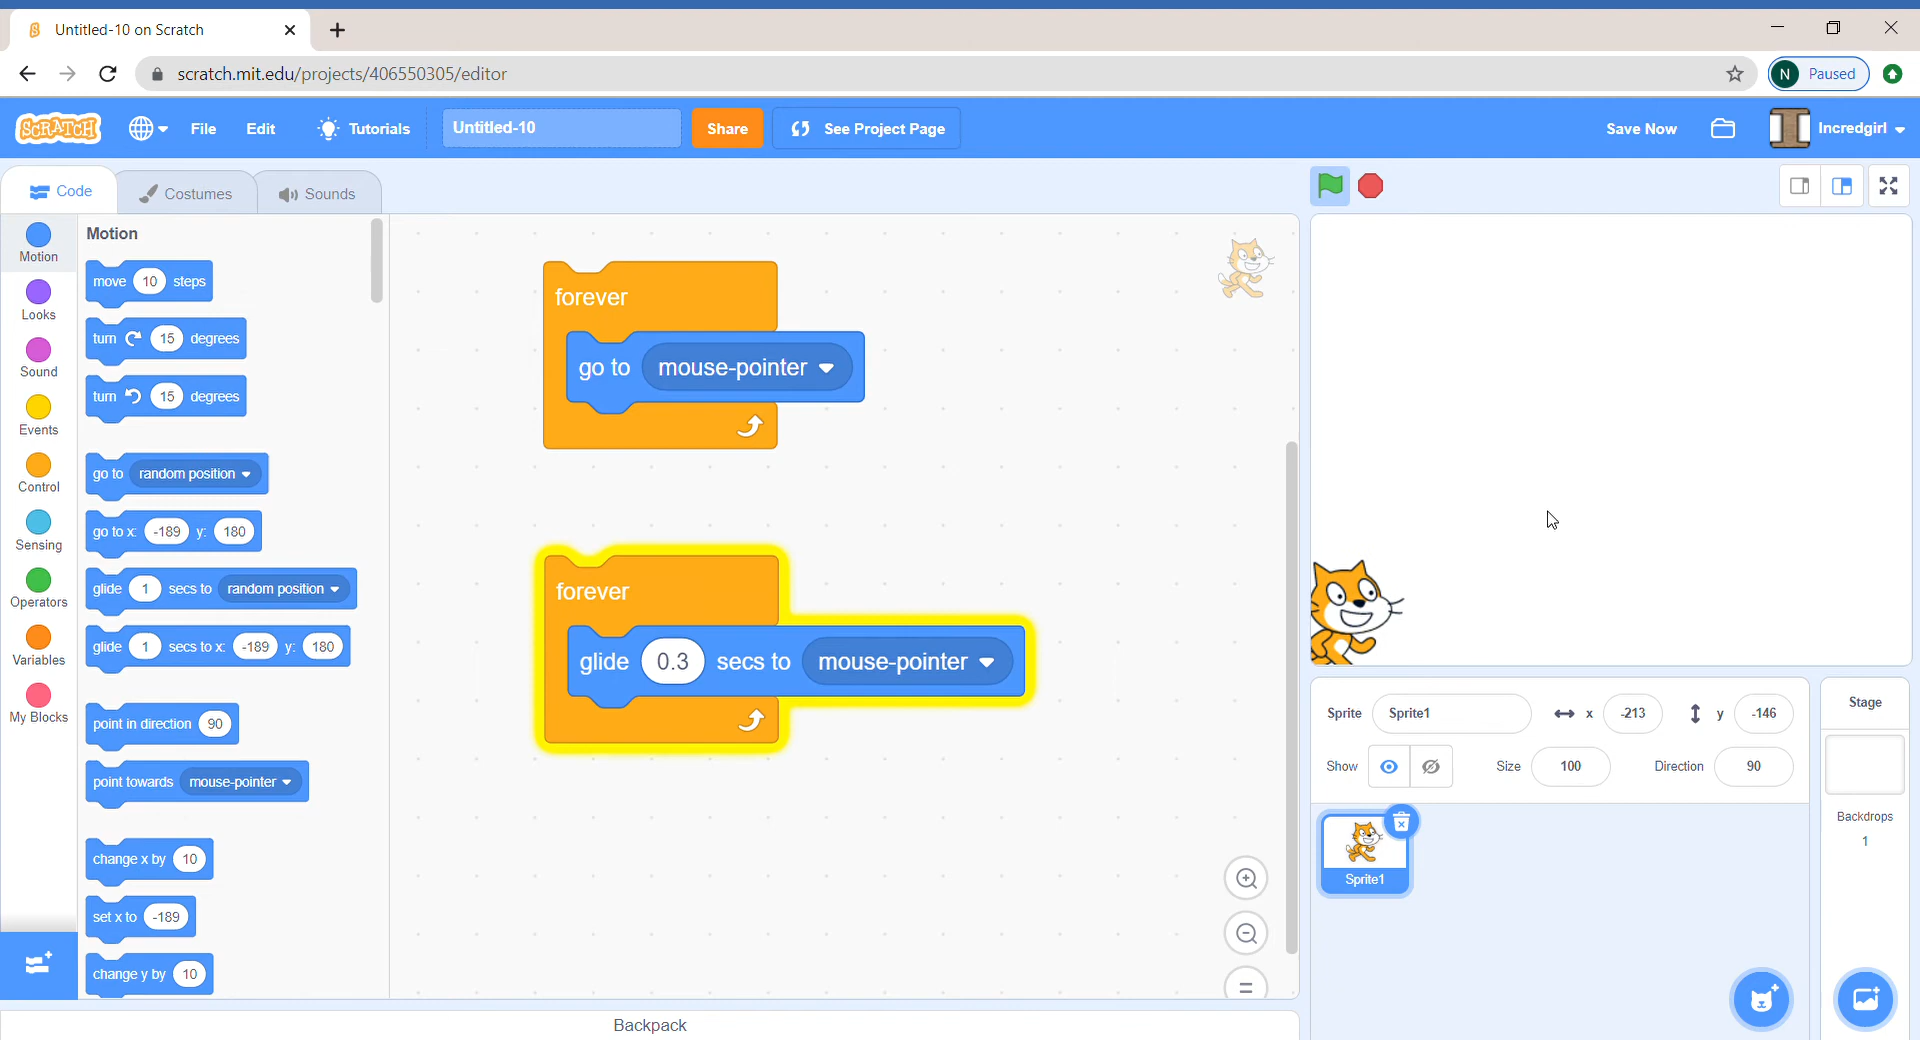 Untitled-10 on Scratch
scratch.mit.edu/projects/406550305/editor
N Paused
SCRATCH
File
Edit
Tutorials
Untitled-10
Share
See Project Page
Save Now
Incredgirl
Code
Costumes
Sounds
Motion
Looks
Sound
Events
Control
Sensing
Operators
Variables
My Blocks
Motion
move 10 steps
turn 15 degrees
turn 15 degrees
go to random position
go to x: -189 y: 180
glide 1 secs to random position
glide 1 secs to x: -189 y: 180
point in direction 90
point towards mouse-pointer
change x by 10
set x to -189
change y by 10
forever
go to mouse-pointer
forever
glide 0.3 secs to mouse-pointer
Backpack
Sprite Sprite1 x -213 y -146
Show Size 100 Direction 90
Sprite1
Stage
Backdrops
1